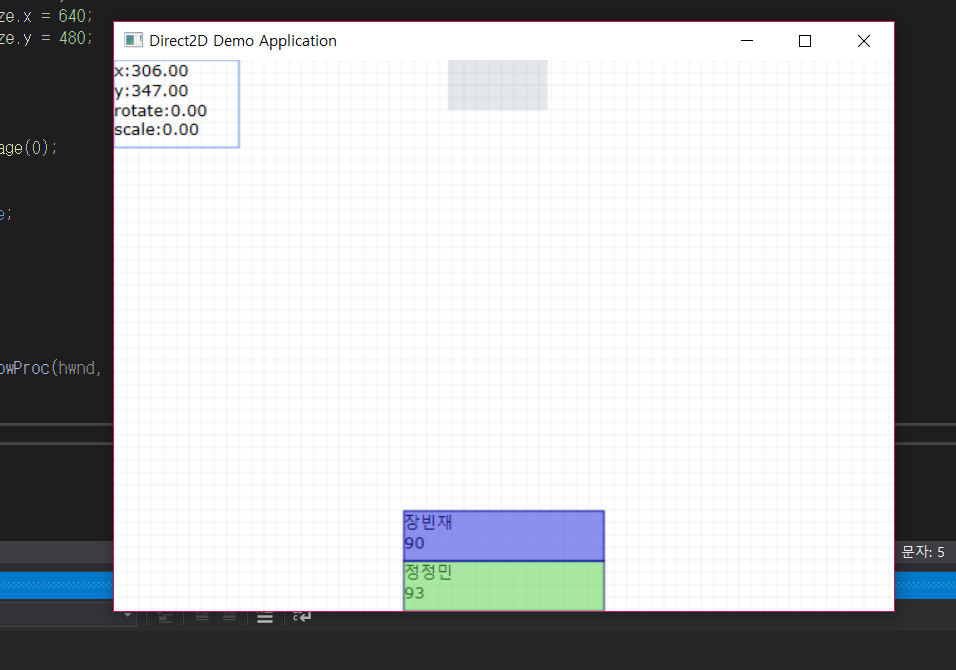 ze.x = 640;
ze.y = 480;
Direct2D Demo Application
x:306.00
y:347.00
rotate:0.00
scale:0.00
age(0);
e;
owProc(hwnd,
장빈재
90
정정민
93
문자: 5